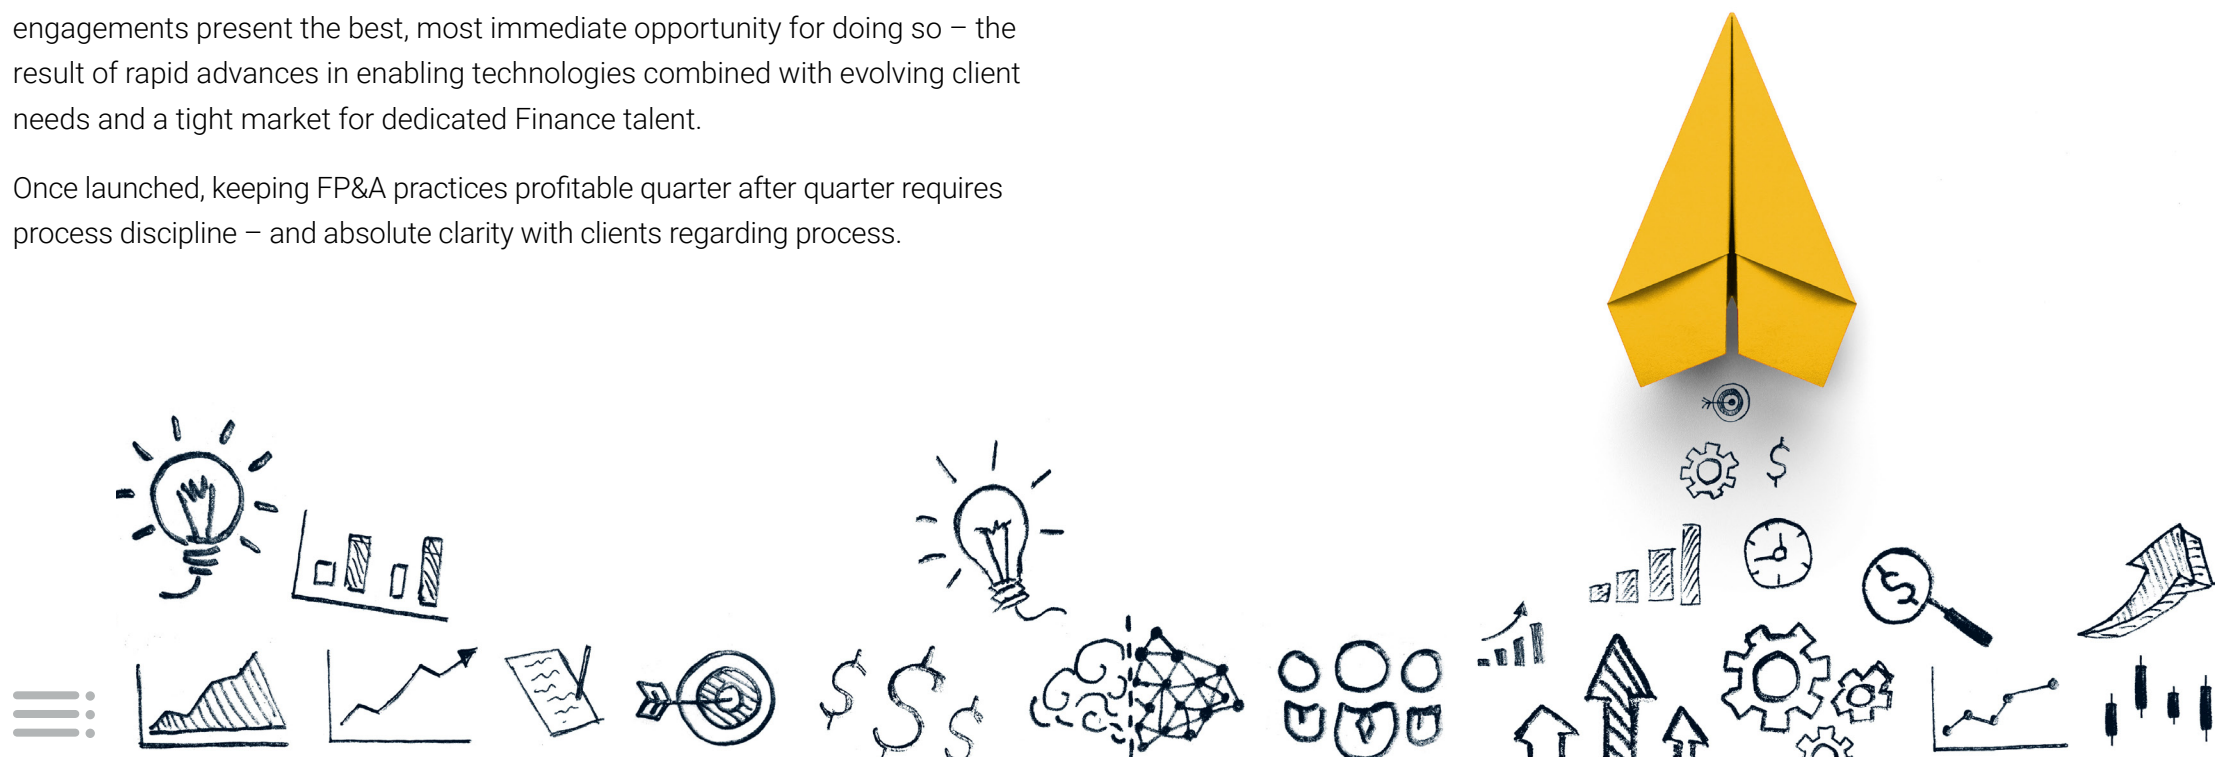 engagements present the best, most immediate opportunity for doing so – the
result of rapid advances in enabling technologies combined with evolving client
needs and a tight market for dedicated Finance talent.
Once launched, keeping FP&A practices profitable quarter after quarter requires
process discipline – and absolute clarity with clients regarding process.